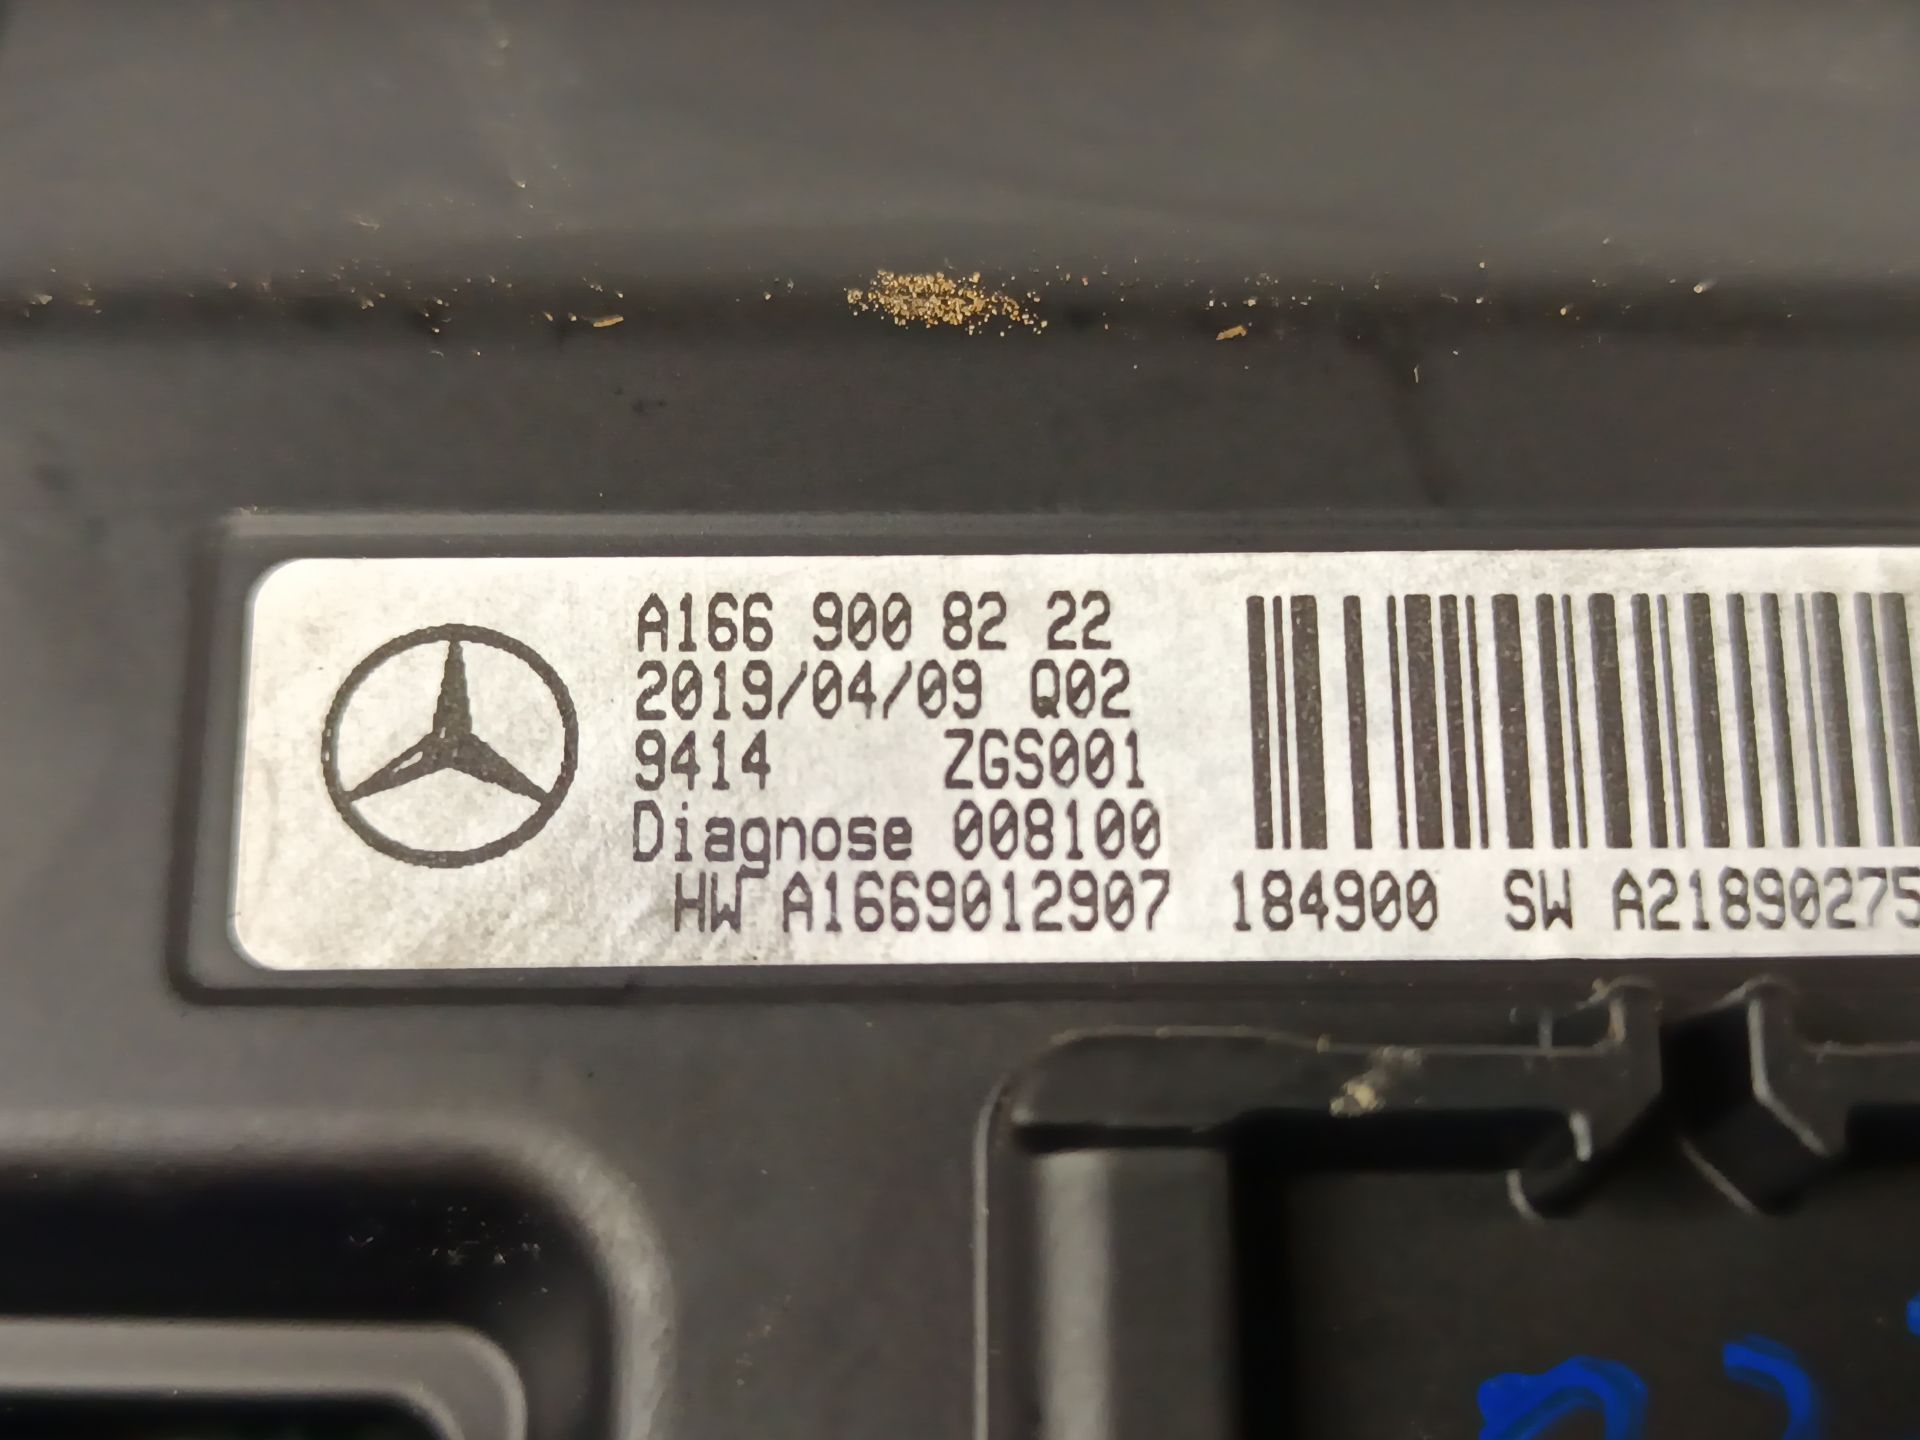 A166 900 82 22
2019/04/09 Q02
9414 ZGS001
Diagnose 008100
HW A1669012907 184900 SW A21890275